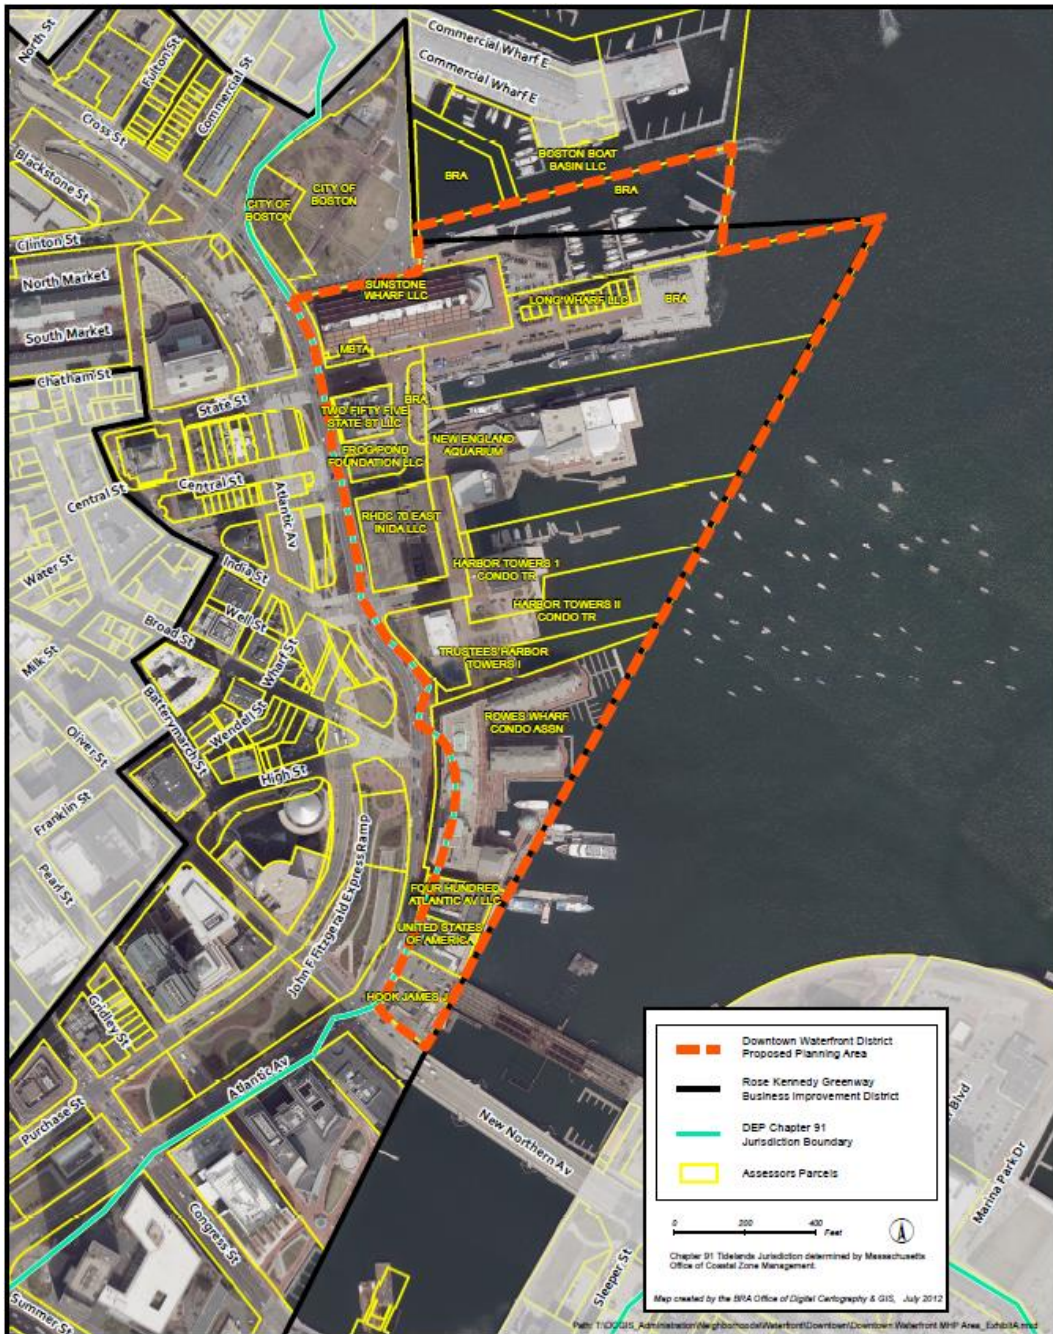 North St
Fulton St
Commercial St
Cross St
Blackstone St
Commercial Wharf E
Commercial Wharf E
BOSTON BOAT
BASIN LLC
BRA
BRA
CITY OF
BOSTON
CITY OF
BOSTON
Clinton St
North Market
South Market
Chatham St
SUNSTONE
WHARF LLC
LONG WHARF LLC
BRA
MBTA
BRA
State St
TWO FIFTY FIVE
STATE ST LLC
NEW ENGLAND
AQUARIUM
FROG POND
FOUNDATION LLC
Central St
Central St
Atlantic Av
RHDC 70 EAST
INIDA LLC
Water St
India St
HARBOR TOWERS 1
CONDO TR
HARBOR TOWERS II
CONDO TR
Milk St
Broad St
Well St
Wharf St
TRUSTEES HARBOR
TOWERS I
Batterymarch St
Wendell St
ROWES WHARF
CONDO ASSN
Oliver St
High St
Franklin St
Pearl St
John F Fitzgerald Express Ramp
FOUR HUNDRED
ATLANTIC AV LLC
UNITED STATES
OF AMERICA
HOOK JAMES J
Gridley St
Purchase St
Atlantic Av
New Northern Av
Congress St
Summer St
Sleeper St
Blvd
Marina Park Dr
Downtown Waterfront District
Proposed Planning Area
Rose Kennedy Greenway
Business Improvement District
DEP Chapter 91
Jurisdiction Boundary
Assessors Parcels
0 200 400
Feet
Chapter 91 Tidelands Jurisdiction determined by Massachusetts
Office of Coastal Zone Management.
Map created by the BRA Office of Digital Cartography & GIS, July 2012